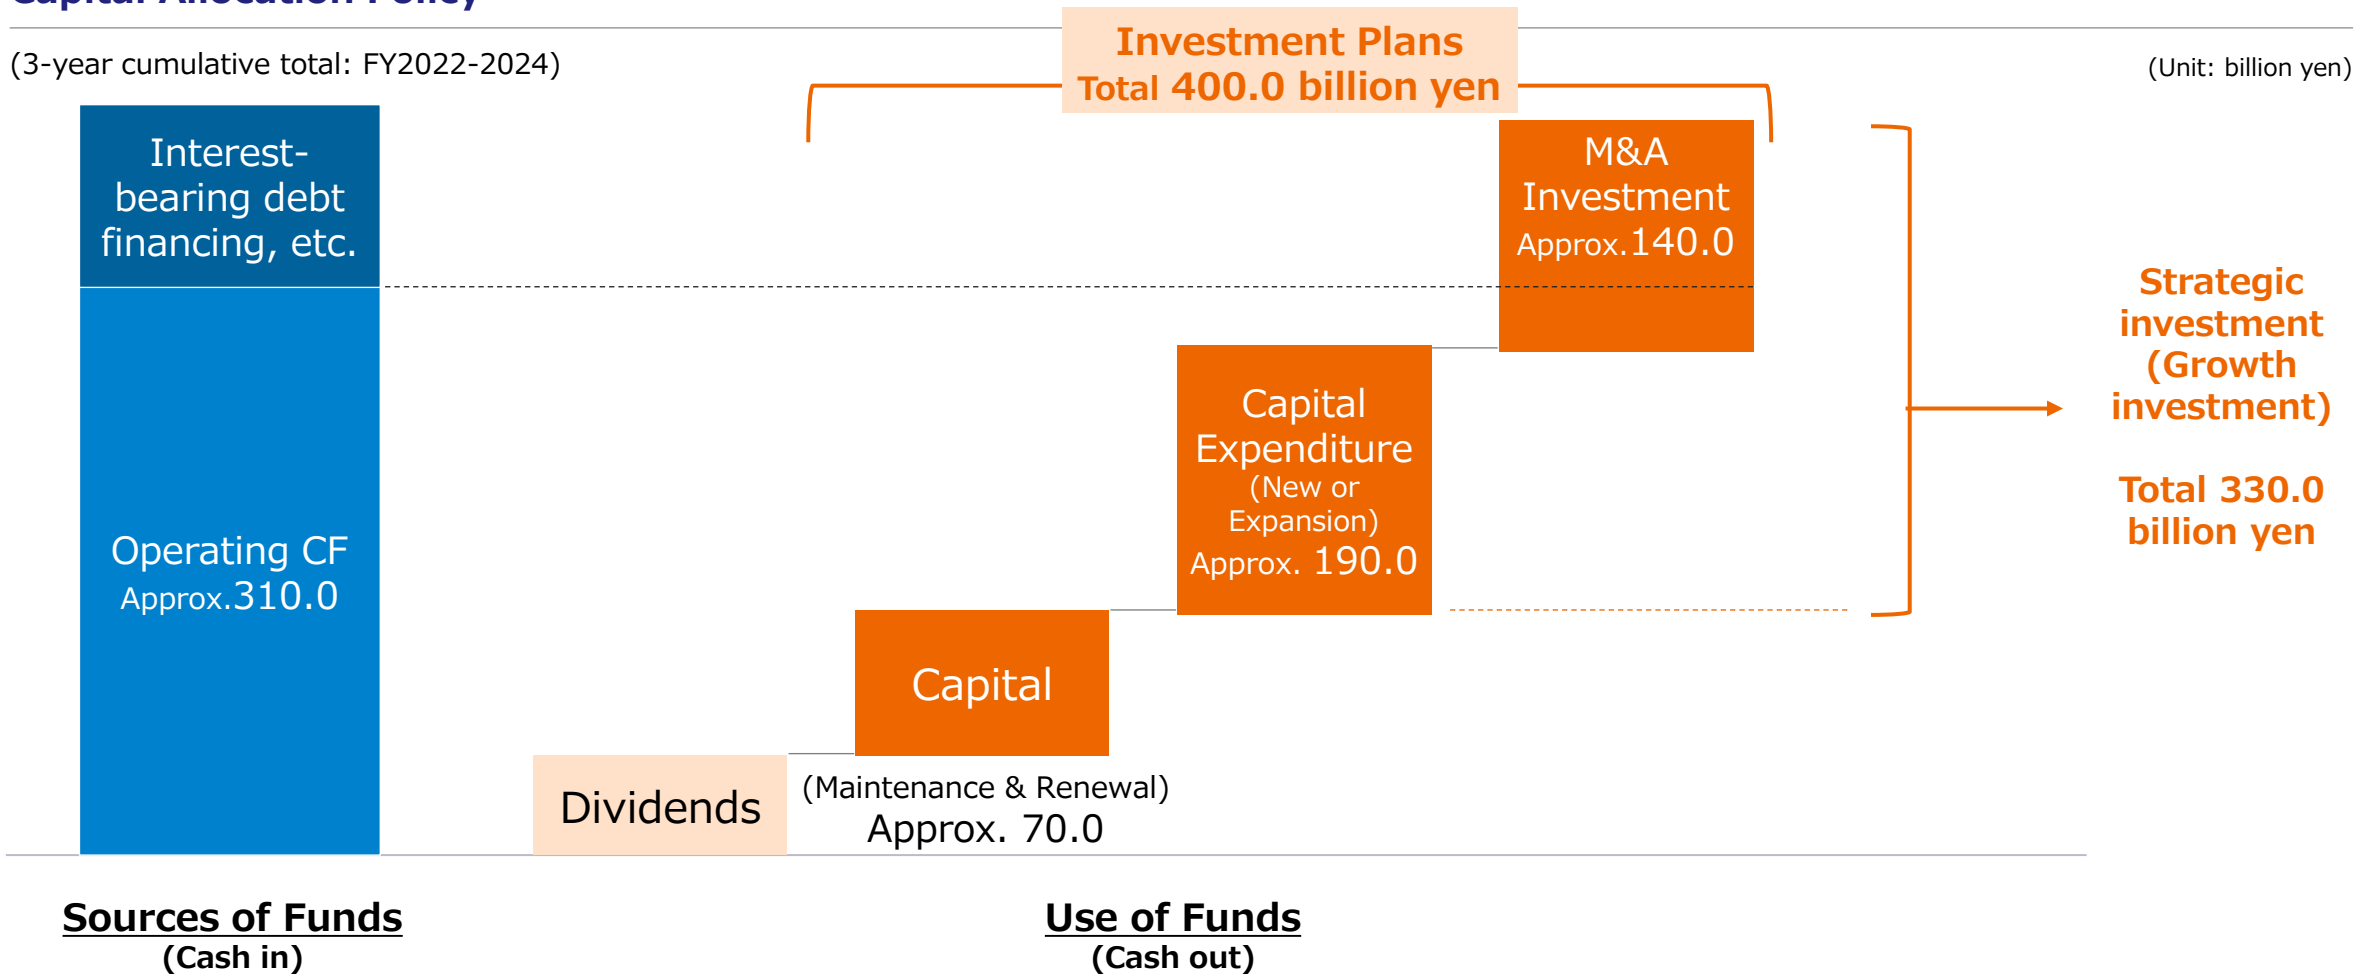 Capital Allocation Policy
(3-year cumulative total: FY2022-2024)
Investment Plans
Total 400.0 billion yen
(Unit: billion yen)
Interest-
bearing debt
financing, etc.
Operating CF
Approx.310.0
Dividends
Capital
(Maintenance & Renewal)
Approx. 70.0
Capital
Expenditure
(New or
Expansion)
Approx. 190.0
M&A
Investment
Approx.140.0
Strategic
investment
(Growth
investment)
Total 330.0
billion yen
Sources of Funds
(Cash in)
Use of Funds
(Cash out)